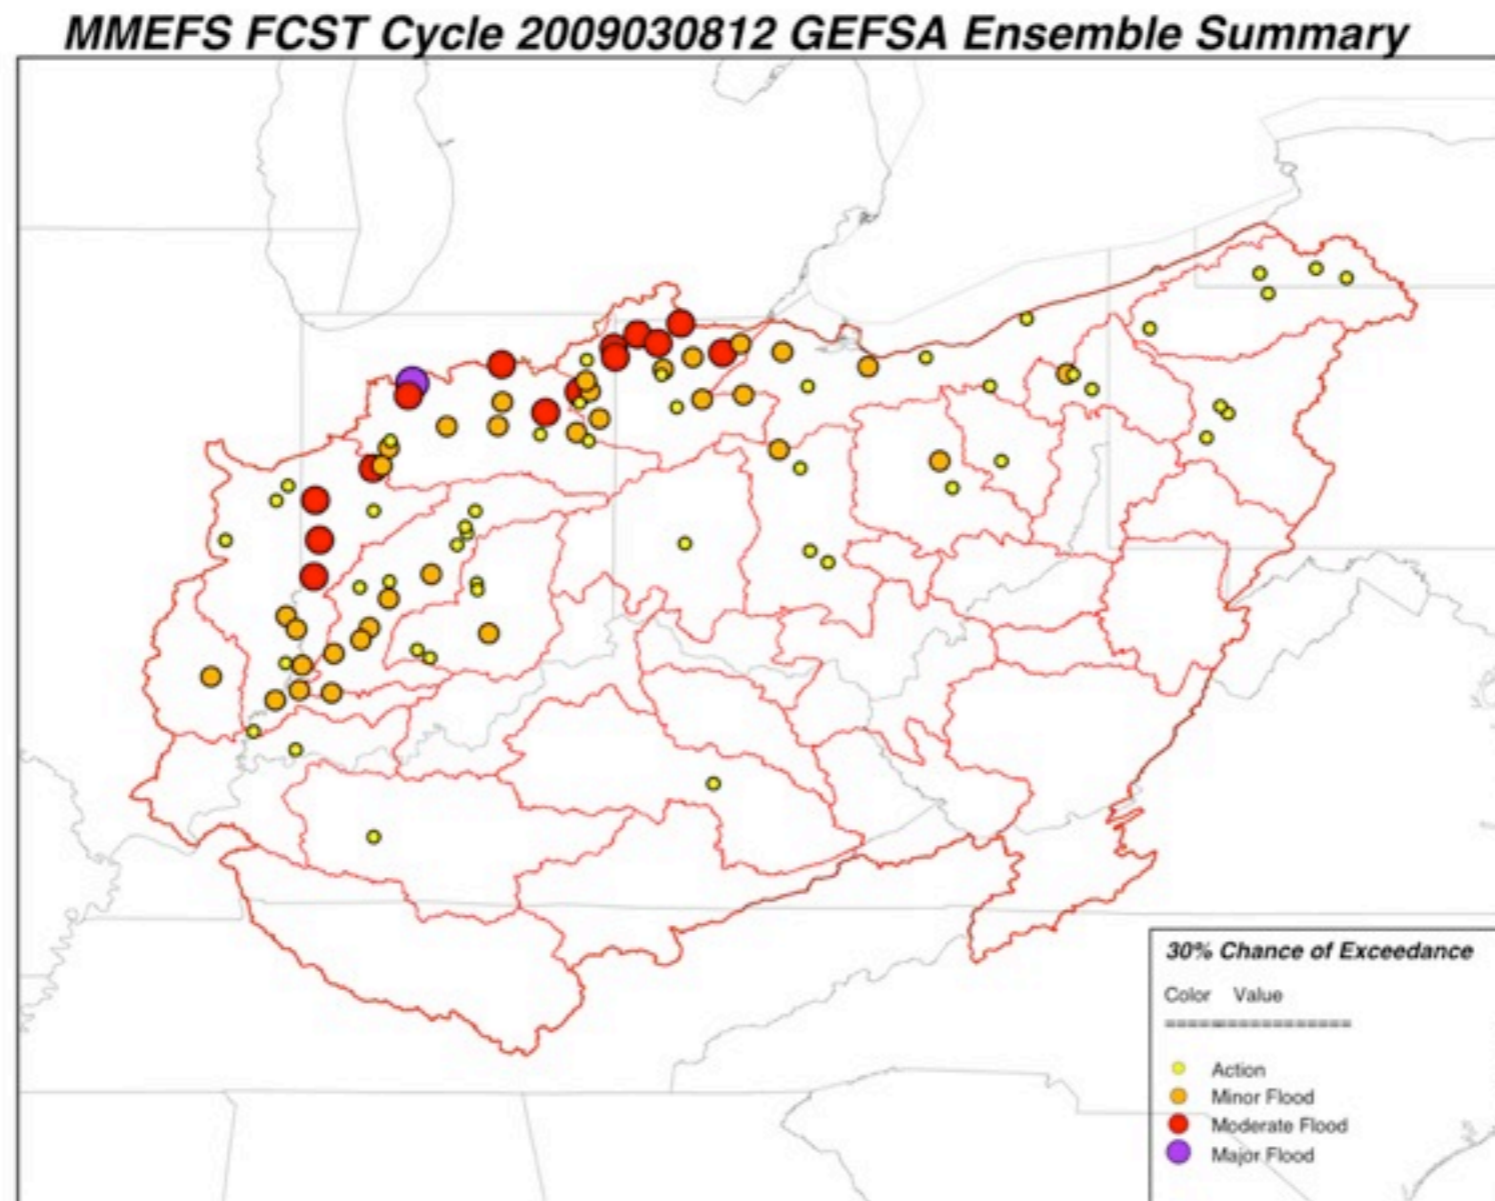 MMEFS FCST Cycle 2009030812 GEFSA Ensemble Summary
30% Chance of Exceedance
Color Value
=================
Action
Minor Flood
Moderate Flood
Major Flood